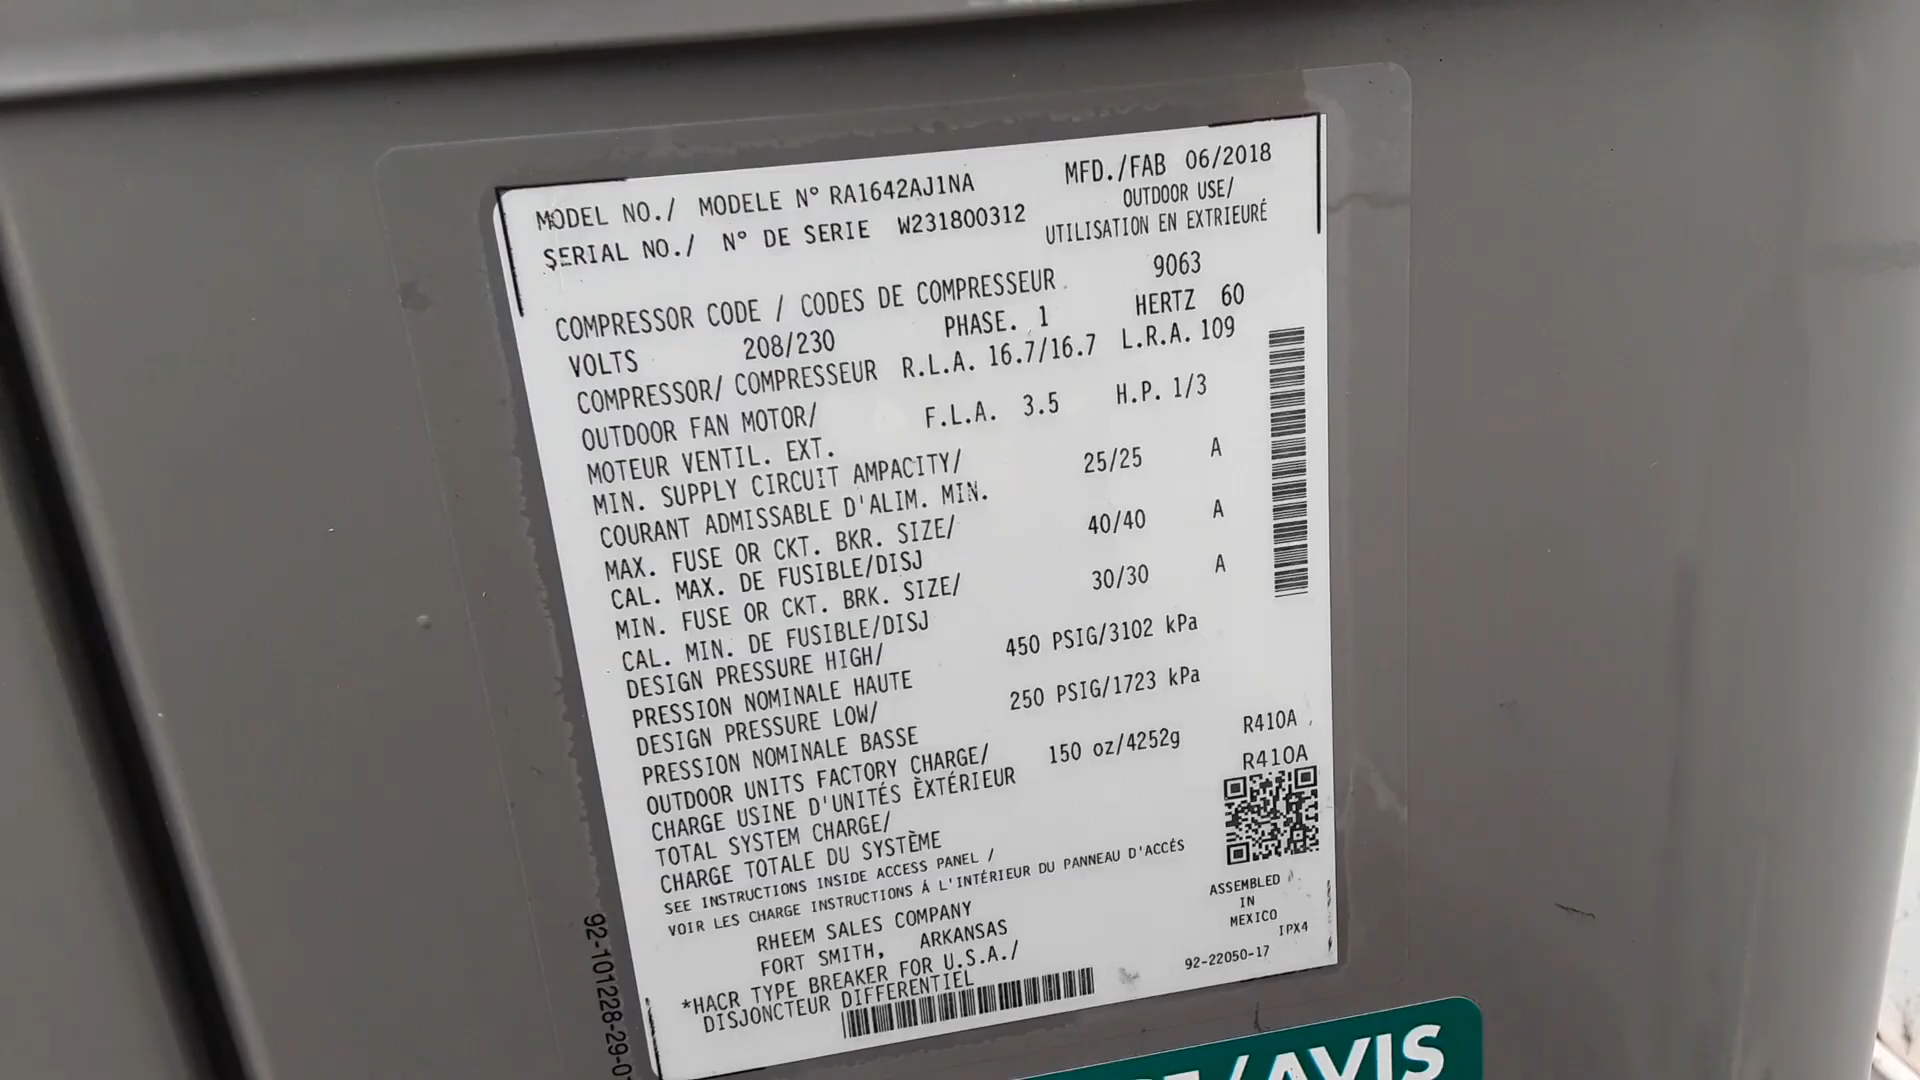 MODEL NO./ MODELE N° RA1642AJ1NA
MFD./FAB 06/2018
SERIAL NO./ N° DE SERIE W231800312
OUTDOOR USE/
UTILISATION EN EXTRIEURÉ
COMPRESSOR CODE / CODES DE COMPRESSEUR 9063
VOLTS 208/230 PHASE. 1 HERTZ 60
COMPRESSOR/ COMPRESSEUR R.L.A. 16.7/16.7 L.R.A. 109
OUTDOOR FAN MOTOR/ F.L.A. 3.5 H.P. 1/3
MOTEUR VENTIL. EXT.
MIN. SUPPLY CIRCUIT AMPACITY/ 25/25 A
COURANT ADMISSABLE D'ALIM. MIN.
MAX. FUSE OR CKT. BKR. SIZE/ 40/40 A
CAL. MAX. DE FUSIBLE/DISJ
MIN. FUSE OR CKT. BRK. SIZE/ 30/30 A
CAL. MIN. DE FUSIBLE/DISJ
DESIGN PRESSURE HIGH/ 450 PSIG/3102 kPa
PRESSION NOMINALE HAUTE
DESIGN PRESSURE LOW/ 250 PSIG/1723 kPa
PRESSION NOMINALE BASSE
OUTDOOR UNITS FACTORY CHARGE/ 150 oz/4252g R410A
CHARGE USINE D'UNITÉS ÈXTÉRIEUR
TOTAL SYSTEM CHARGE/ R410A
CHARGE TOTALE DU SYSTÈME
SEE INSTRUCTIONS INSIDE ACCESS PANEL /
VOIR LES CHARGE INSTRUCTIONS Á L'INTÉRIEUR DU PANNEAU D'ACCÉS
RHEEM SALES COMPANY
FORT SMITH, ARKANSAS
*HACR TYPE BREAKER FOR U.S.A./
DISJONCTEUR DIFFERENTIEL
ASSEMBLED
IN
MEXICO
IPX4
92-22050-17
92-101228-29-0
/AVIS